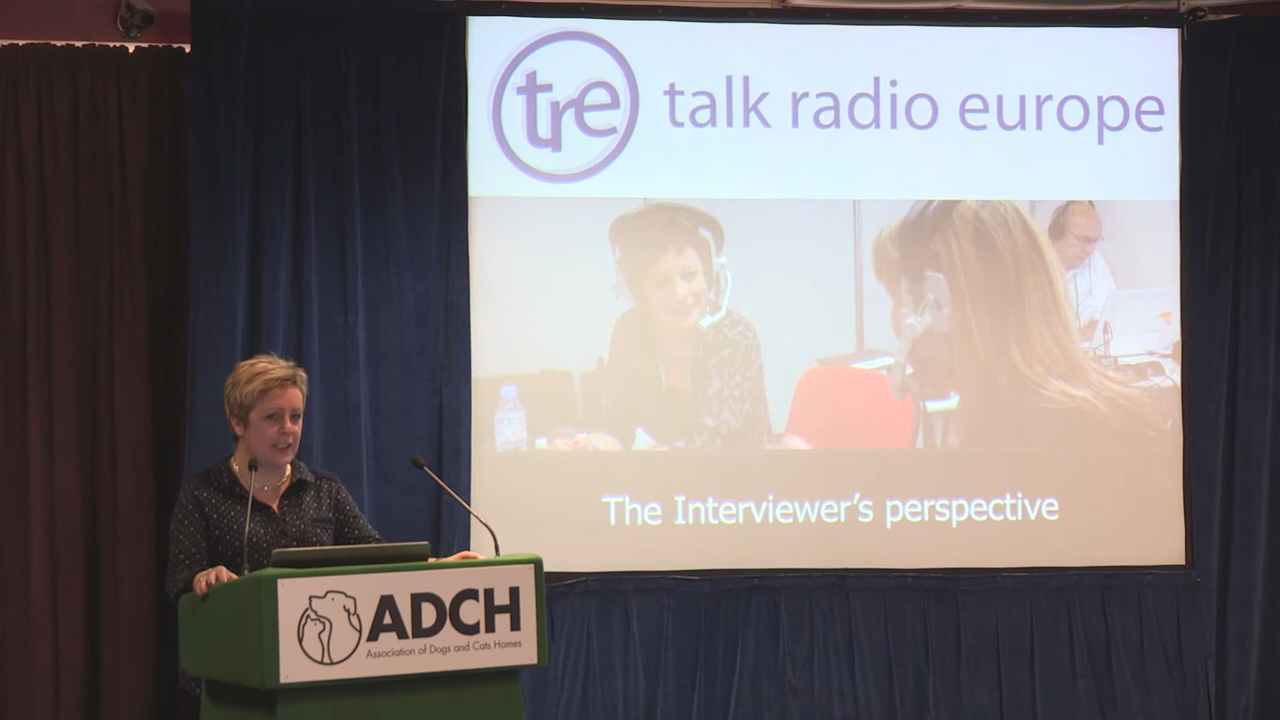 tre
talk radio europe
The Interviewer's perspective
ADCH
Association of Dogs and Cats Homes